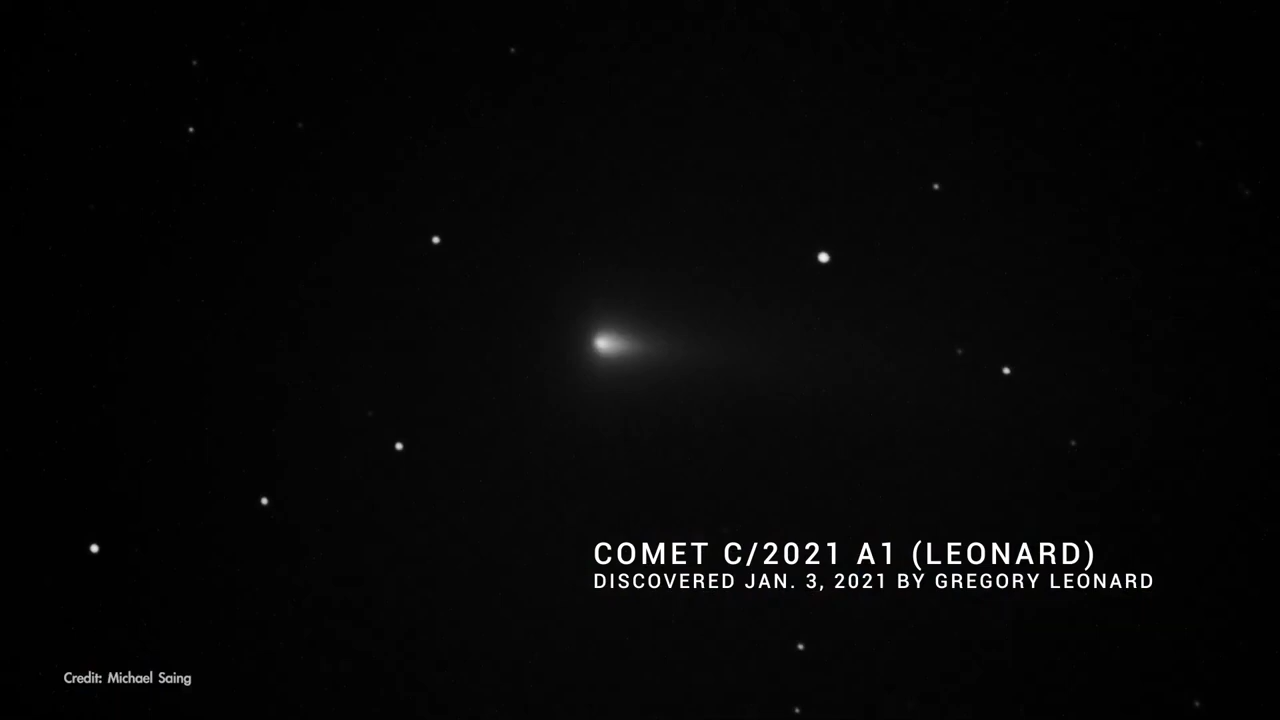 COMET C/2021 A1 (LEONARD)
DISCOVERED JAN. 3, 2021 BY GREGORY LEONARD
Credit: Michael Saing